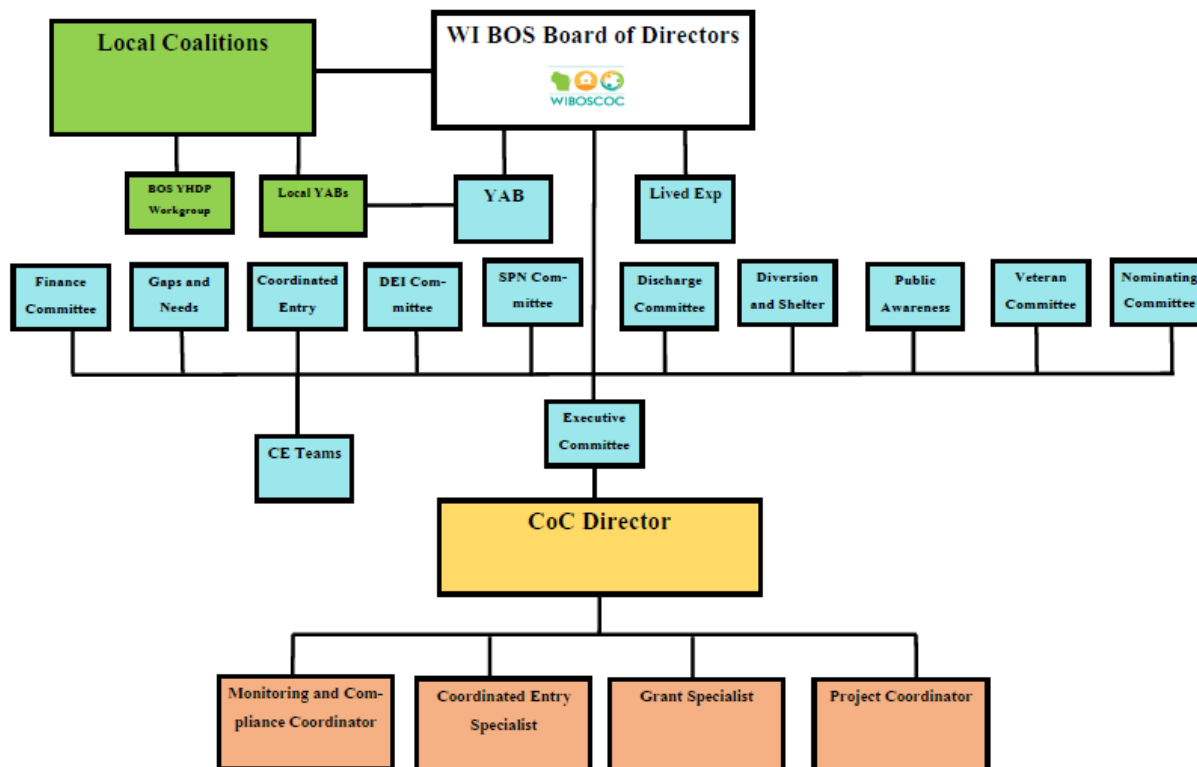 Local Coalitions
WI BOS Board of Directors
WIBOSCOC
BOS YHDP
Workgroup
Local YABs
YAB
Lived Exp
Finance
Committee
Gaps and
Needs
Coordinated
Entry
DEI Com-
mittee
SPN Com-
mittee
Discharge
Committee
Diversion
and Shelter
Public
Awareness
Veteran
Committee
Nominating
Committee
CE Teams
Executive
Committee
CoC Director
Monitoring and Com-
pliance Coordinator
Coordinated Entry
Specialist
Grant Specialist
Project Coordinator